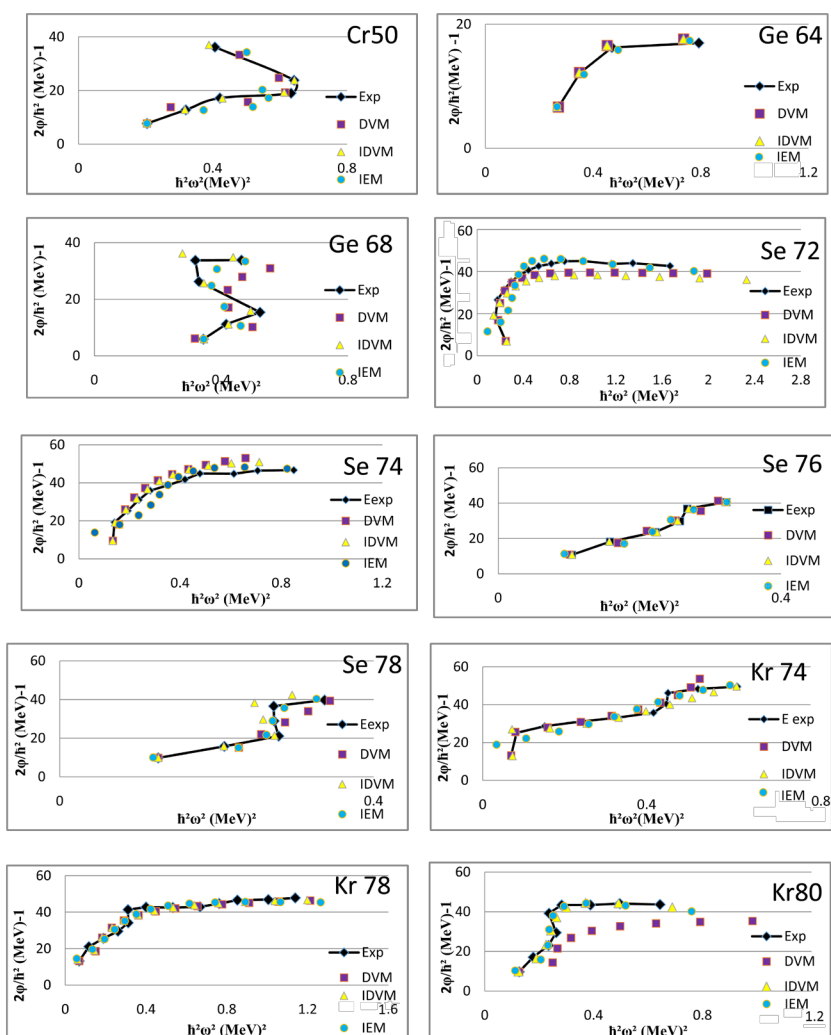 Cr50
40
20
0
0
0.4
0.8
2φ/ħ² (MeV)-1
ħ²ω²(MeV)²
Exp
DVM
IDVM
IEM
Ge 64
20
10
0
0
0.4
0.8
1.2
2φ/ħ²(MeV) -1
ħ²ω²(MeV)²
Exp
DVM
IDVM
IEM
Ge 68
40
20
0
0
0.4
0.8
2φ/ħ² (MeV)-1
ħ²ω² (MeV)²
Exp
DVM
IDVM
IEM
Se 72
60
40
20
0
0
0.4
0.8
1.2
1.6
2
2.4
2.8
2φ/ħ² (MeV)-1
ħ²ω² (MeV)²
Eexp
DVM
IDVM
IEM
Se 74
60
40
20
0
0
0.4
0.8
1.2
2φ/ħ² (MeV)-1
ħ²ω² (MeV)²
Eexp
DVM
IDVM
IEM
Se 76
60
40
20
0
0
0.4
2φ/ħ² (MeV)-1
ħ²ω² (MeV)²
Eexp
DVM
IDVM
IEM
Se 78
60
40
20
0
0
0.4
2φ/ħ² (MeV)-1
ħ²ω² (MeV)²
Eexp
DVM
IDVM
IEM
Kr 74
60
40
20
0
0
0.4
0.8
2φ/ħ²(MeV)-1
ħ²ω²(MeV)²
E exp
DVM
IDVM
IEM
Kr 78
60
40
20
0
0
0.4
0.8
1.2
1.6
2φ/ħ² (MeV)-1
ħ²ω² (MeV)²
Exp
DVM
IDVM
IEM
Kr80
60
40
20
0
0
0.2
0.4
0.6
0.8
1
1.2
2φ/ħ² (MeV)-1
ħ²ω² (MeV)²
Exp
DVM
IDVM
IEM